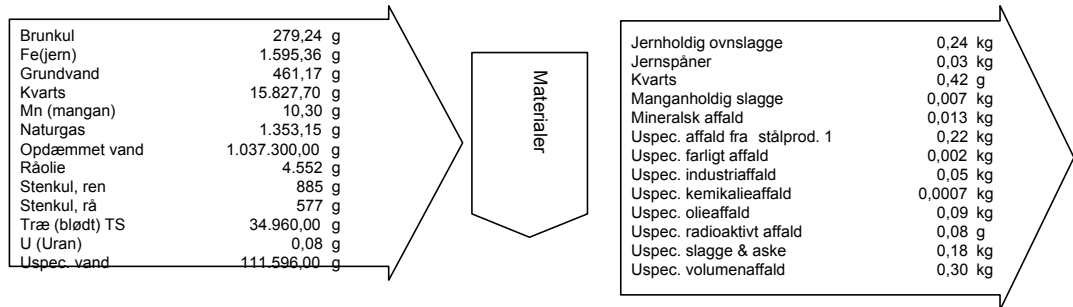 Brunkul 279,24 g
Fe(jern) 1.595,36 g
Grundvand 461,17 g
Kvarts 15.827,70 g
Mn (mangan) 10,30 g
Naturgas 1.353,15 g
Opdæmmet vand 1.037.300,00 g
Råolie 4.552 g
Stenkul, ren 885 g
Stenkul, rå 577 g
Træ (blødt) TS 34.960,00 g
U (Uran) 0,08 g
Uspec. vand 111.596,00 g
Materialer
Jernholdig ovnslagge 0,24 kg
Jernspåner 0,03 kg
Kvarts 0,42 g
Manganholdig slagge 0,007 kg
Mineralsk affald 0,013 kg
Uspec. affald fra stålprod. 1 0,22 kg
Uspec. farligt affald 0,002 kg
Uspec. industriaffald 0,05 kg
Uspec. kemikalieaffald 0,0007 kg
Uspec. olieaffald 0,09 kg
Uspec. radioaktivt affald 0,08 g
Uspec. slagge & aske 0,18 kg
Uspec. volumenaffald 0,30 kg